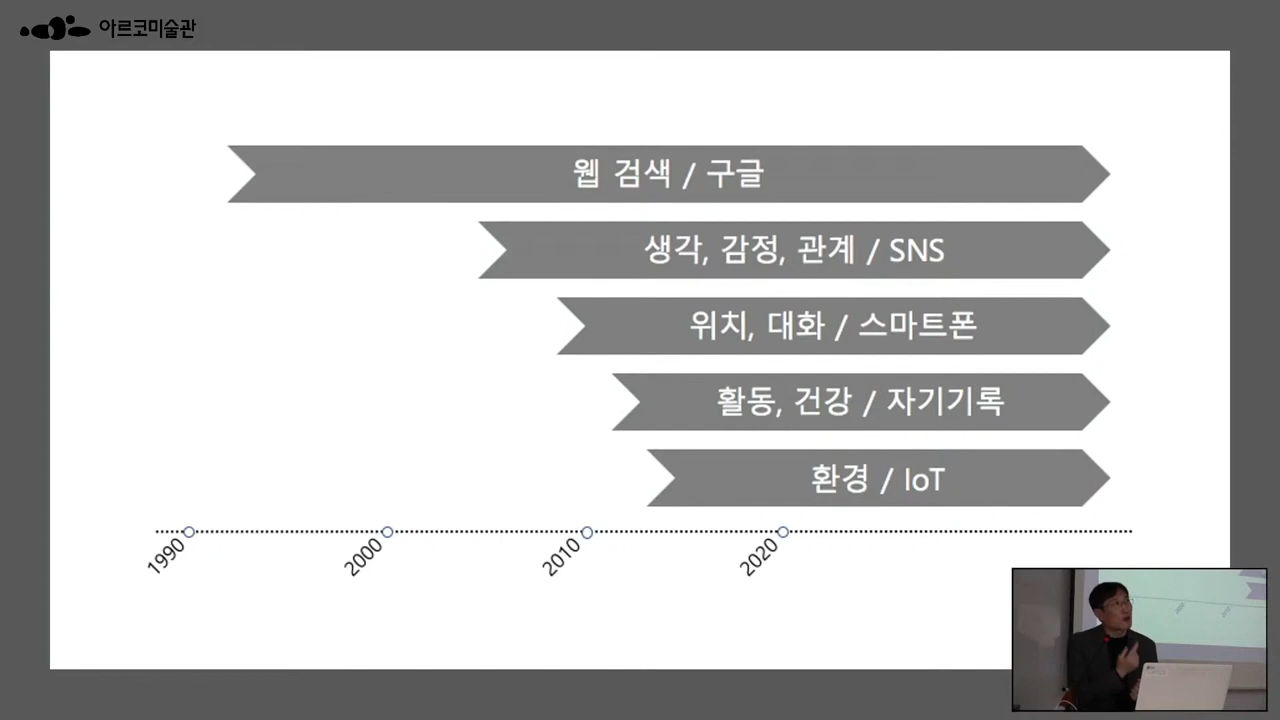 아르코미술관
웹 검색 / 구글
생각, 감정, 관계 / SNS
위치, 대화 / 스마트폰
활동, 건강 / 자기기록
환경 / IoT
1990
2000
2010
2020